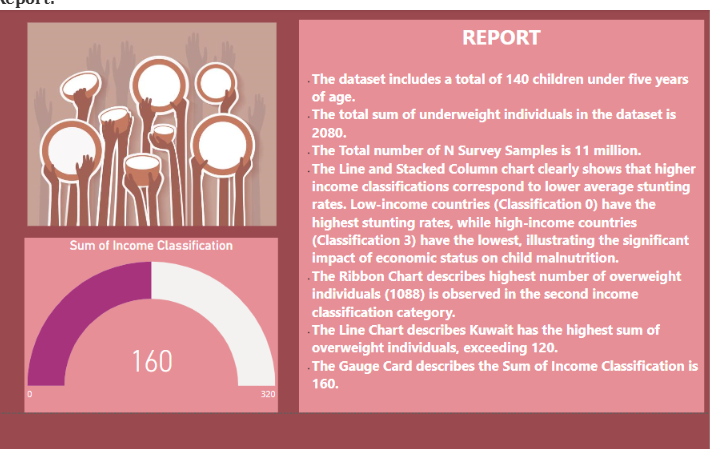 Report:
REPORT
.The dataset includes a total of 140 children under five years
of age.
.The total sum of underweight individuals in the dataset is
2080.
.The Total number of N Survey Samples is 11 million.
.The Line and Stacked Column chart clearly shows that higher
income classifications correspond to lower average stunting
rates. Low-income countries (Classification 0) have the
highest stunting rates, while high-income countries
(Classification 3) have the lowest, illustrating the significant
impact of economic status on child malnutrition.
.The Ribbon Chart describes highest number of overweight
individuals (1088) is observed in the second income
classification category.
.The Line Chart describes Kuwait has the highest sum of
overweight individuals, exceeding 120.
.The Gauge Card describes the Sum of Income Classification is
160.
Sum of Income Classification
160
0
320